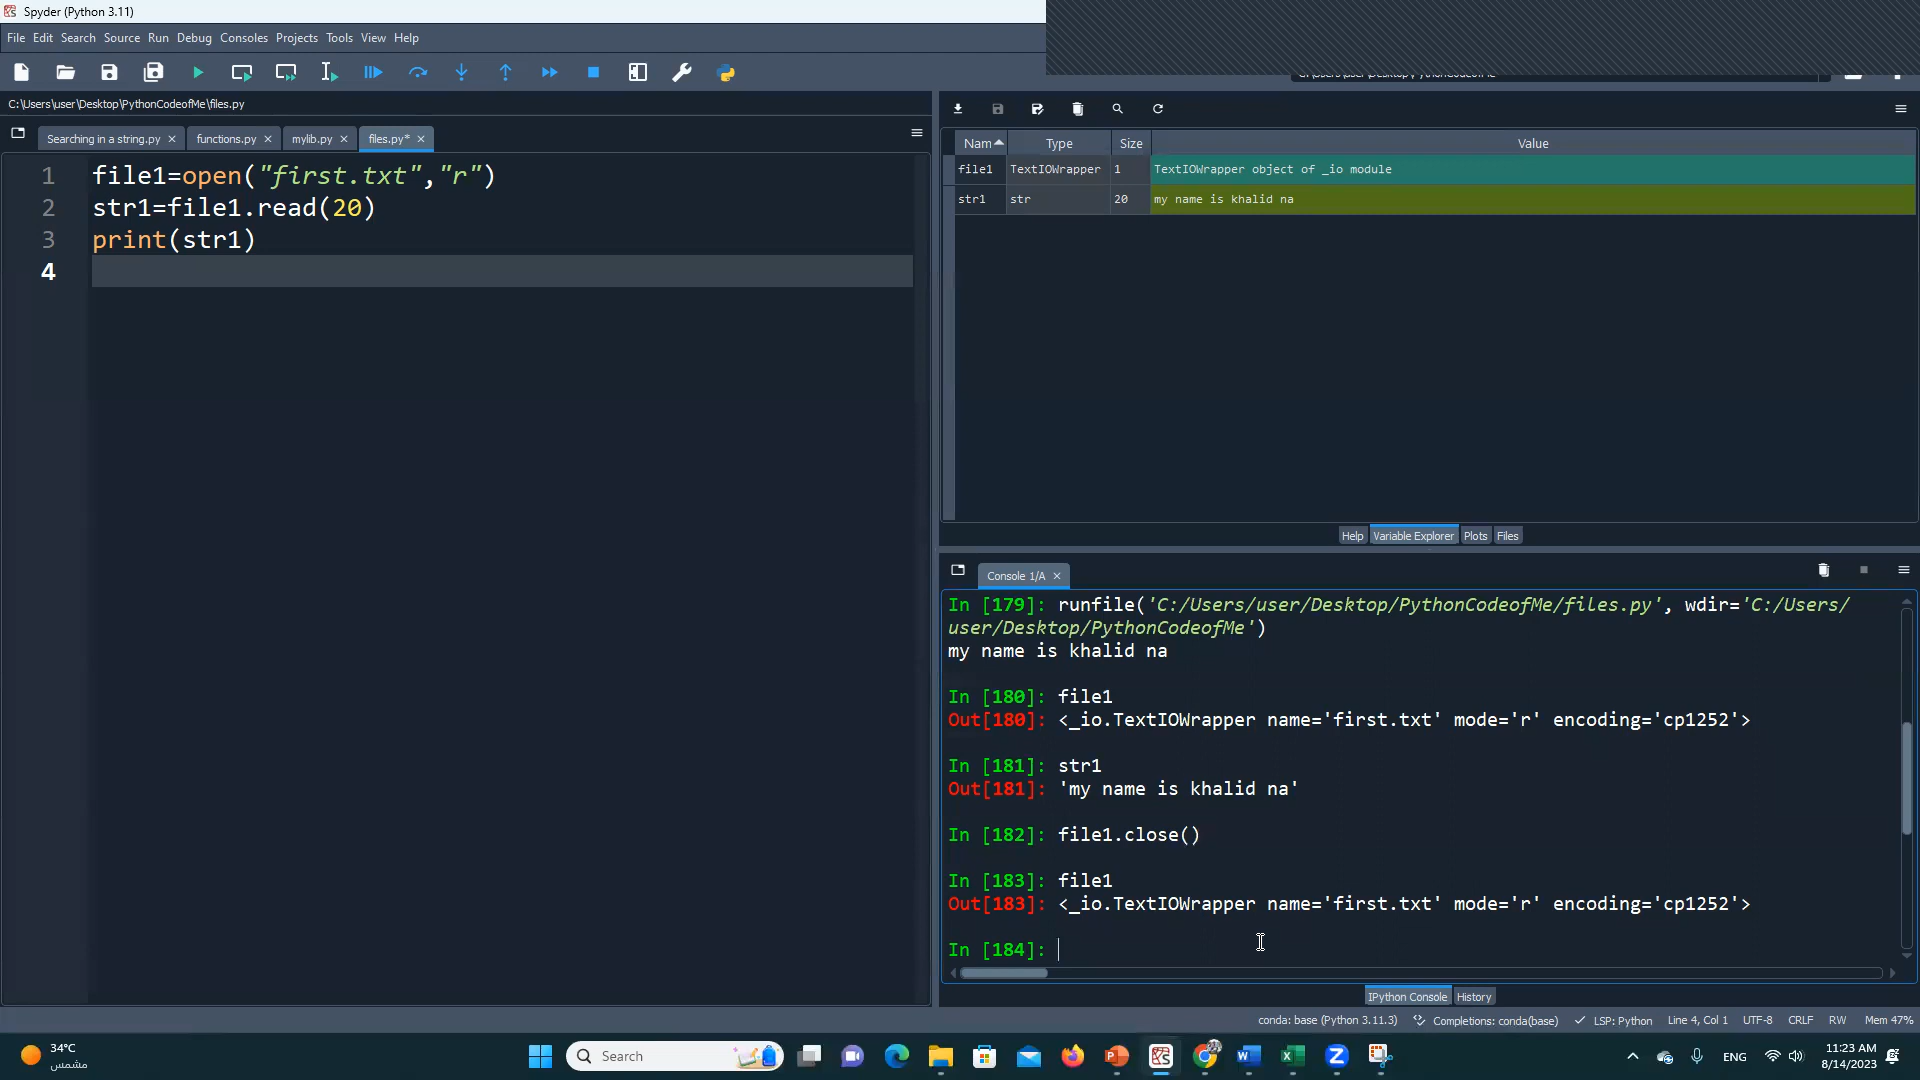 Spyder (Python 3.11)
File Edit Search Source Run Debug Consoles Projects Tools View Help
C:\Users\user\Desktop\PythonCodeofMe\files.py
Searching in a string.py
functions.py
mylib.py
files.py*
1 file1=open("first.txt","r")
2 str1=file1.read(20)
3 print(str1)
4
Nam Type Size Value
file1 TextIOWrapper 1 TextIOWrapper object of _io module
str1 str 20 my name is khalid na
Help Variable Explorer Plots Files
Console 1/A
In [179]: runfile('C:/Users/user/Desktop/PythonCodeofMe/files.py', wdir='C:/Users/
user/Desktop/PythonCodeofMe')
my name is khalid na
In [180]: file1
Out[180]: <_io.TextIOWrapper name='first.txt' mode='r' encoding='cp1252'>
In [181]: str1
Out[181]: 'my name is khalid na'
In [182]: file1.close()
In [183]: file1
Out[183]: <_io.TextIOWrapper name='first.txt' mode='r' encoding='cp1252'>
In [184]:
IPython Console History
conda: base (Python 3.11.3) Completions: conda(base) LSP: Python Line 4, Col 1 UTF-8 CRLF RW Mem 47%
34°C
مشمس
Search
ENG
11:23 AM
8/14/2023